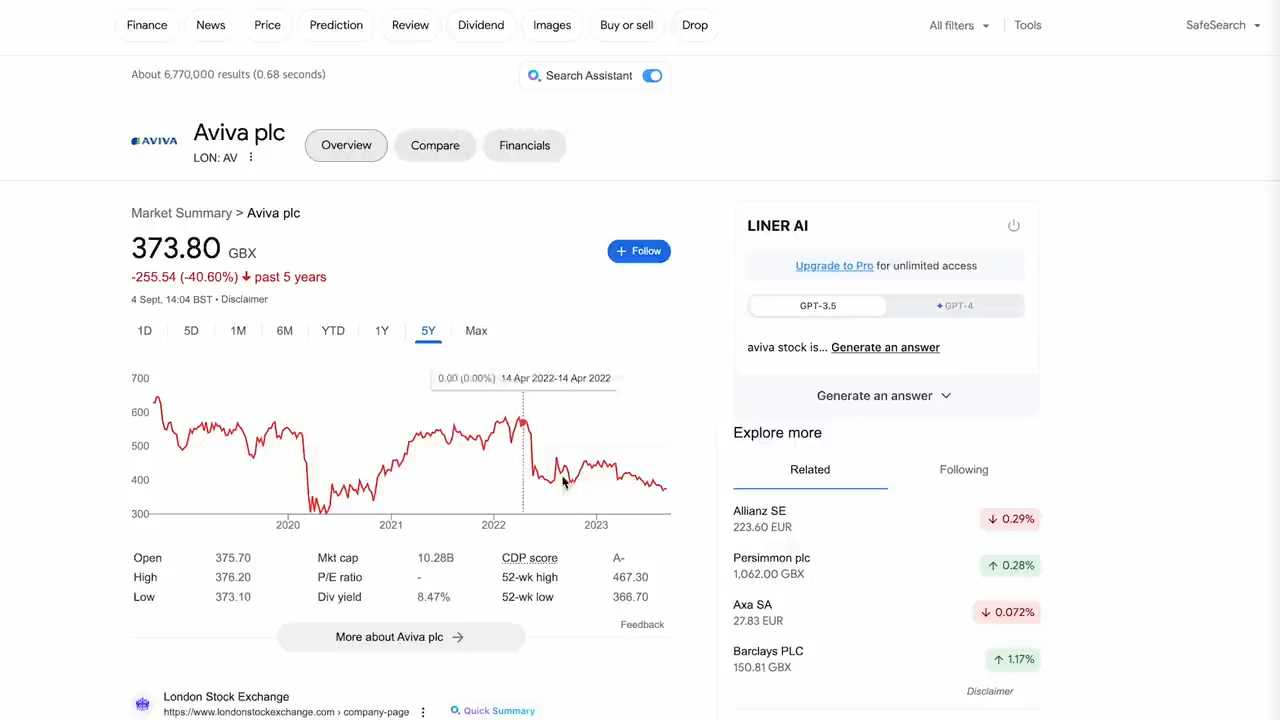 Finance News Price Prediction Review Dividend Images Buy or sell Drop All filters Tools SafeSearch
About 6,770,000 results (0.68 seconds) Search Assistant
AVIVA Aviva plc
LON: AV
Overview Compare Financials
Market Summary > Aviva plc
373.80 GBX
+ Follow
-255.54 (-40.60%) ↓ past 5 years
4 Sept, 14:04 BST • Disclaimer
1D 5D 1M 6M YTD 1Y 5Y Max
0.00 (0.00%) 14 Apr 2022-14 Apr 2022
700
600
500
400
300
2020 2021 2022 2023
Open 375.70 Mkt cap 10.28B CDP score A-
High 376.20 P/E ratio - 52-wk high 467.30
Low 373.10 Div yield 8.47% 52-wk low 366.70
Feedback
More about Aviva plc →
London Stock Exchange
https://www.londonstockexchange.com › company-page
Quick Summary
LINER AI
Upgrade to Pro for unlimited access
GPT-3.5 GPT-4
aviva stock is... Generate an answer
Generate an answer
Explore more
Related Following
Allianz SE
223.60 EUR
↓ 0.29%
Persimmon plc
1,062.00 GBX
↑ 0.28%
Axa SA
27.83 EUR
↓ 0.072%
Barclays PLC
150.81 GBX
↑ 1.17%
Disclaimer